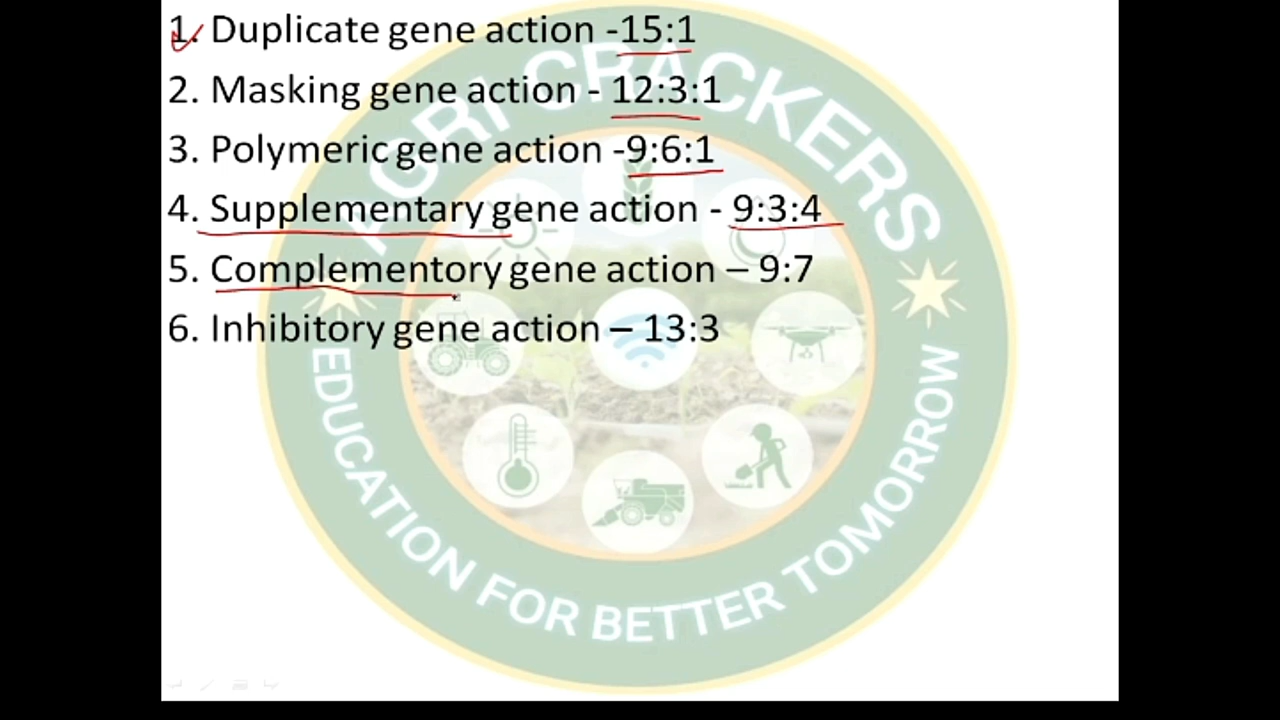 1. Duplicate gene action -15:1
2. Masking gene action - 12:3:1
3. Polymeric gene action -9:6:1
4. Supplementary gene action - 9:3:4
5. Complementory gene action – 9:7
6. Inhibitory gene action – 13:3
AGRI CRACKERS
EDUCATION FOR BETTER TOMORROW